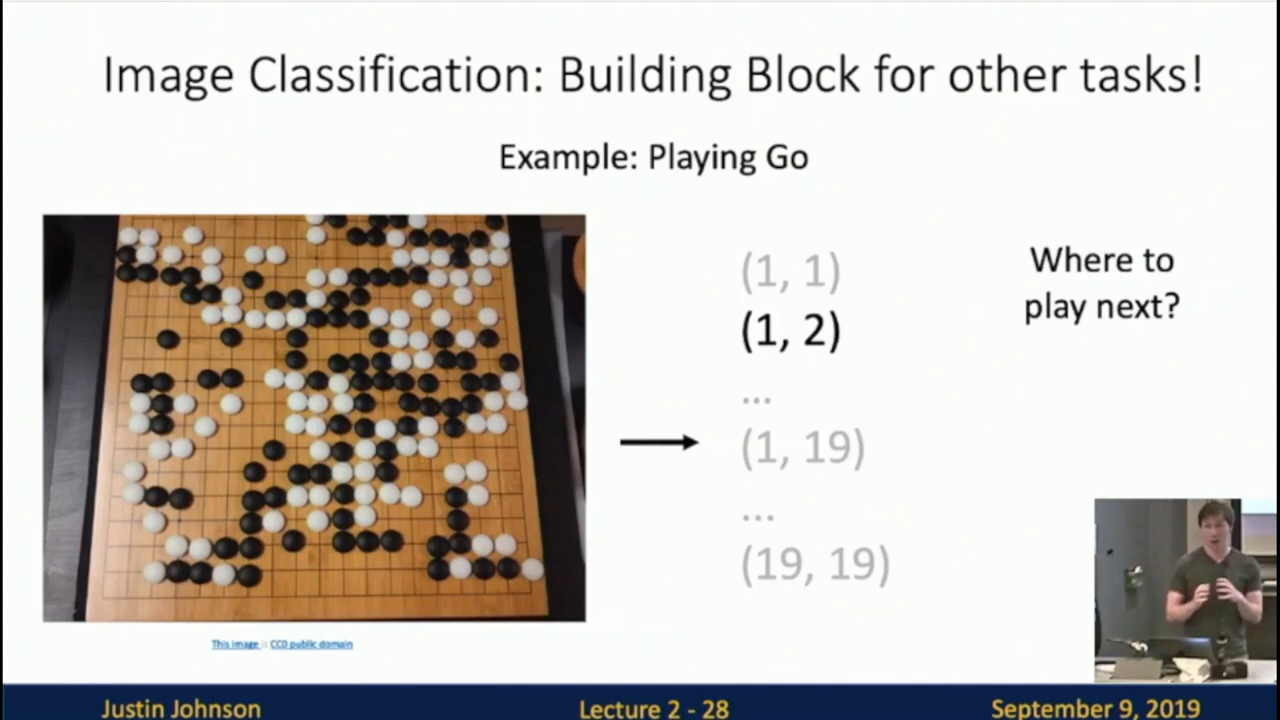 Image Classification: Building Block for other tasks!
Example: Playing Go
(1, 1)
(1, 2)
...
(1, 19)
...
(19, 19)
Where to
play next?
This image is CC0 public domain
Justin Johnson
Lecture 2 - 28
September 9, 2019